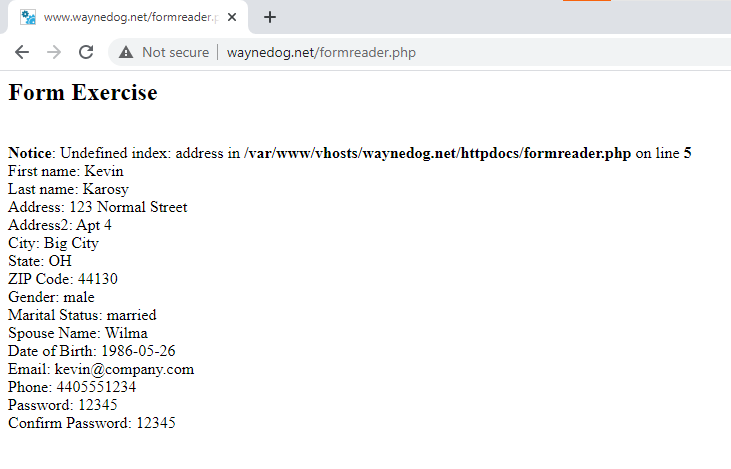 www.waynedog.net/formreader.p
Not secure
waynedog.net/formreader.php
Form Exercise
Notice: Undefined index: address in /var/www/vhosts/waynedog.net/httpdocs/formreader.php on line 5
First name: Kevin
Last name: Karosy
Address: 123 Normal Street
Address2: Apt 4
City: Big City
State: OH
ZIP Code: 44130
Gender: male
Marital Status: married
Spouse Name: Wilma
Date of Birth: 1986-05-26
Email: kevin@company.com
Phone: 4405551234
Password: 12345
Confirm Password: 12345